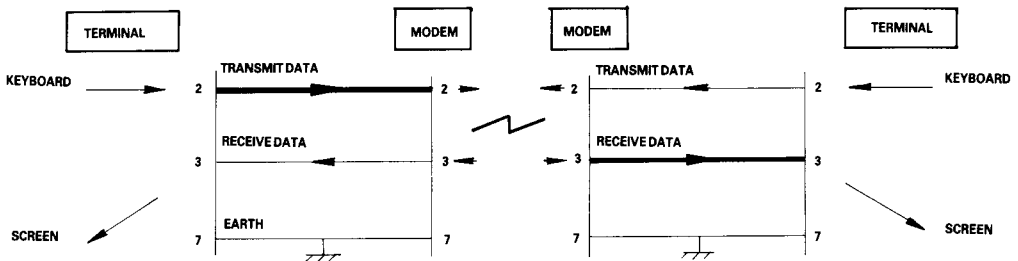 TERMINAL MODEM MODEM TERMINAL
KEYBOARD 2 TRANSMIT DATA 2 2 TRANSMIT DATA 2 KEYBOARD
3 RECEIVE DATA 3 3 RECEIVE DATA 3
SCREEN 7 EARTH 7 7 7 SCREEN